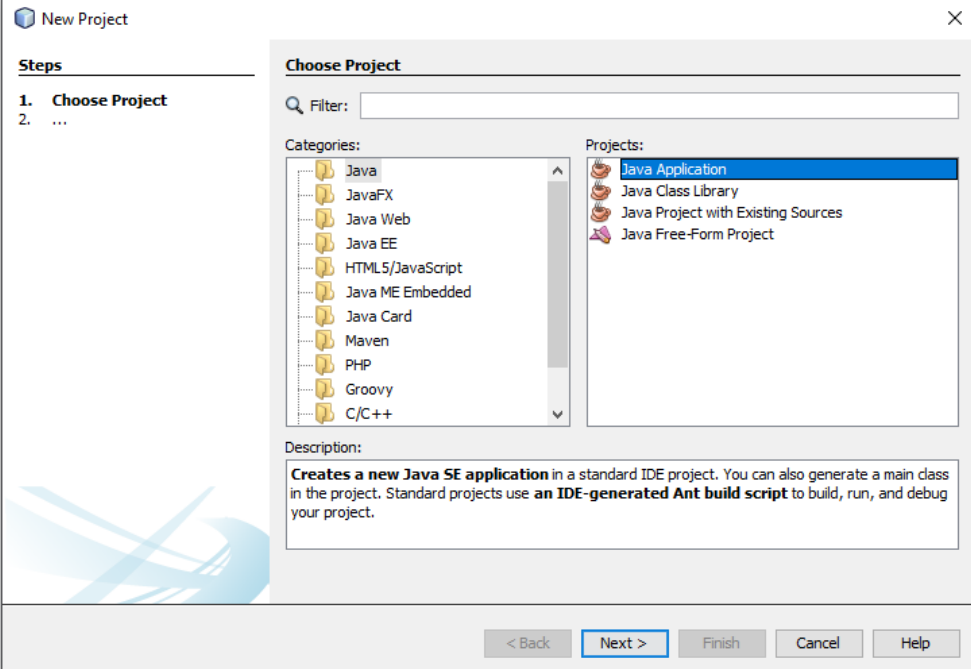 New Project
Steps
1. Choose Project
2. ...
Choose Project
Filter:
Categories:
Java
JavaFX
Java Web
Java EE
HTML5/JavaScript
Java ME Embedded
Java Card
Maven
PHP
Groovy
C/C++
Projects:
Java Application
Java Class Library
Java Project with Existing Sources
Java Free-Form Project
Description:
Creates a new Java SE application in a standard IDE project. You can also generate a main class
in the project. Standard projects use an IDE-generated Ant build script to build, run, and debug
your project.
< Back
Next >
Finish
Cancel
Help